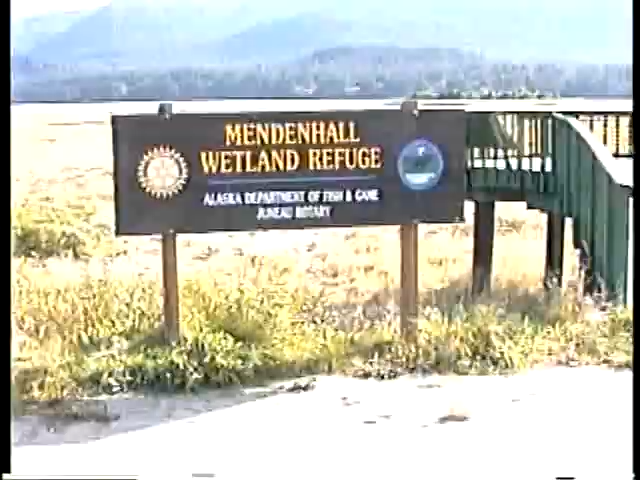 MENDENHALL
WETLAND REFUGE
ALASKA DEPARTMENT OF FISH & GAME
JUNEAU ROTARY